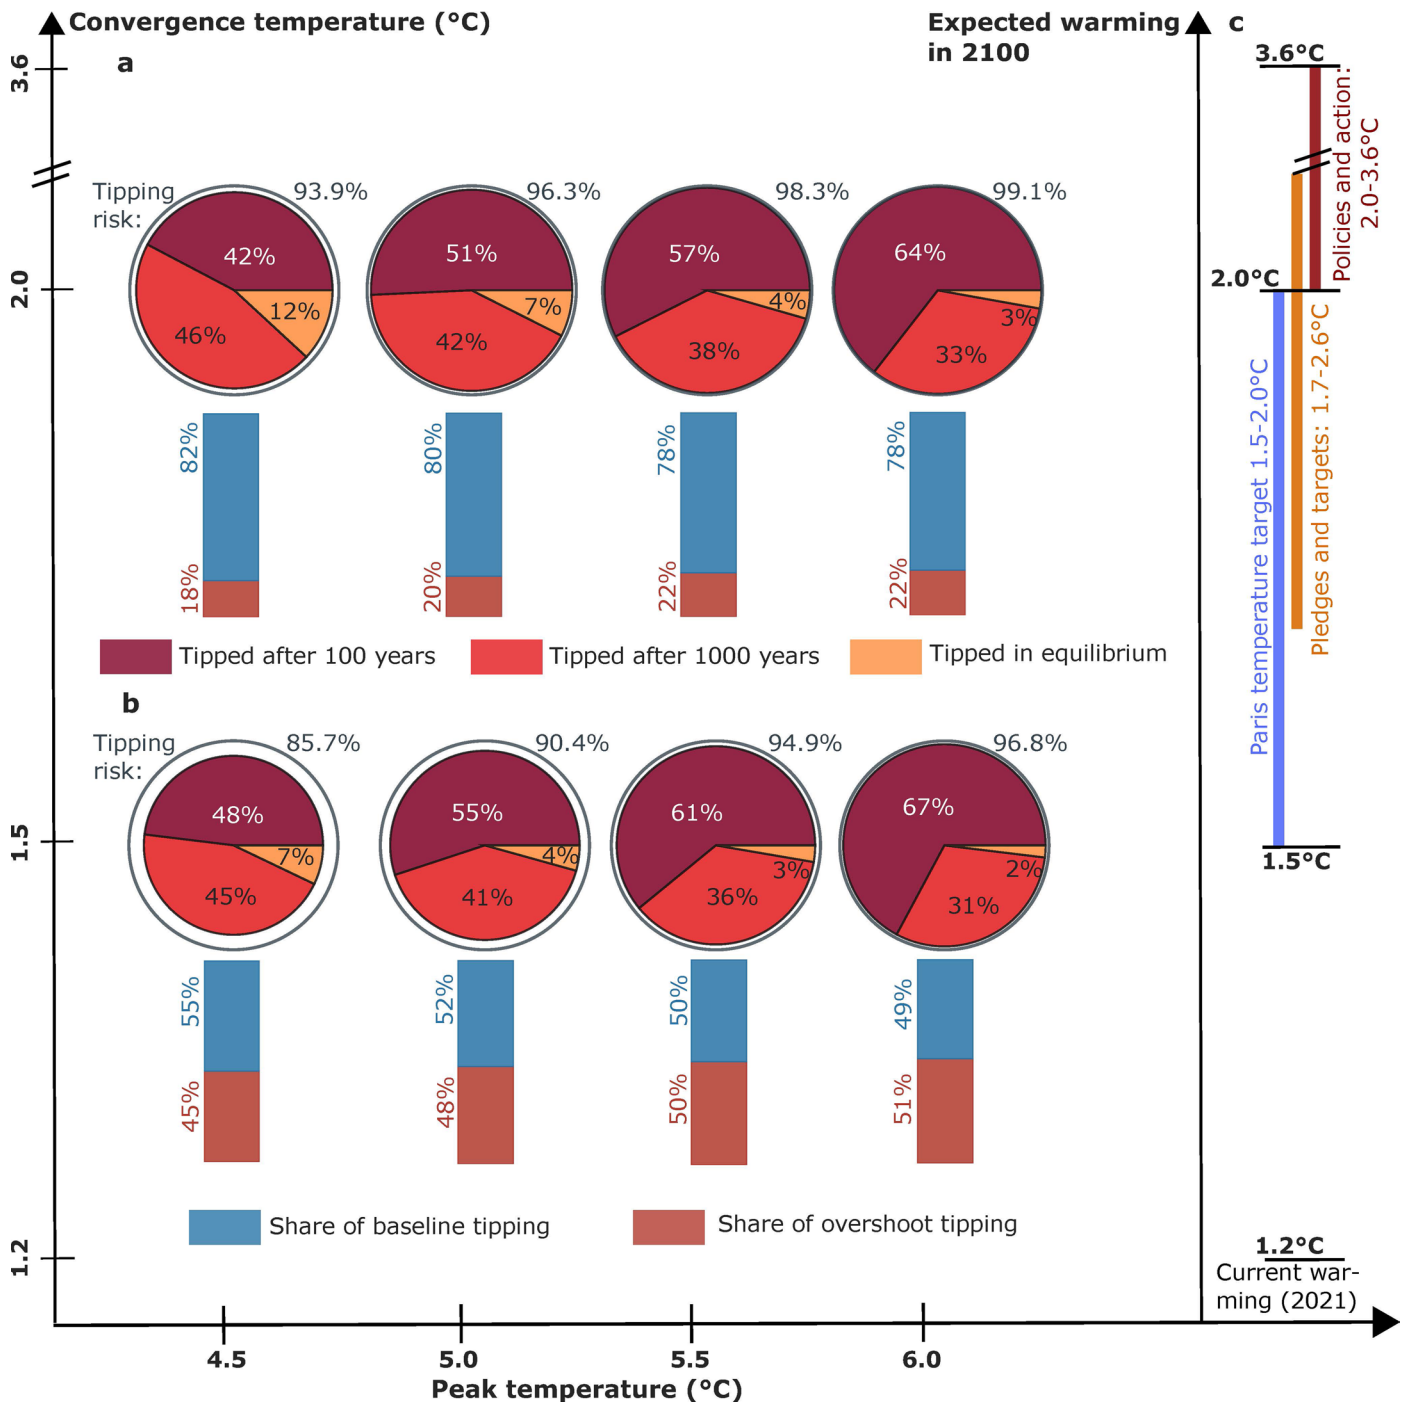 Convergence temperature (°C)
a
Expected warming
in 2100
c
3.6
2.0
1.5
1.2
Tipping
risk:
93.9%
96.3%
98.3%
99.1%
42%
46%
12%
51%
42%
7%
57%
38%
4%
64%
33%
3%
82%
18%
80%
20%
78%
22%
78%
22%
Tipped after 100 years
Tipped after 1000 years
Tipped in equilibrium
b
Tipping
risk:
85.7%
90.4%
94.9%
96.8%
48%
45%
7%
55%
41%
4%
61%
36%
3%
67%
31%
2%
55%
45%
52%
48%
50%
50%
49%
51%
Share of baseline tipping
Share of overshoot tipping
4.5
5.0
5.5
6.0
Peak temperature (°C)
3.6°C
Policies and action:
2.0-3.6°C
2.0°C
Paris temperature target 1.5-2.0°C
Pledges and targets: 1.7-2.6°C
1.5°C
1.2°C
Current war-
ming (2021)